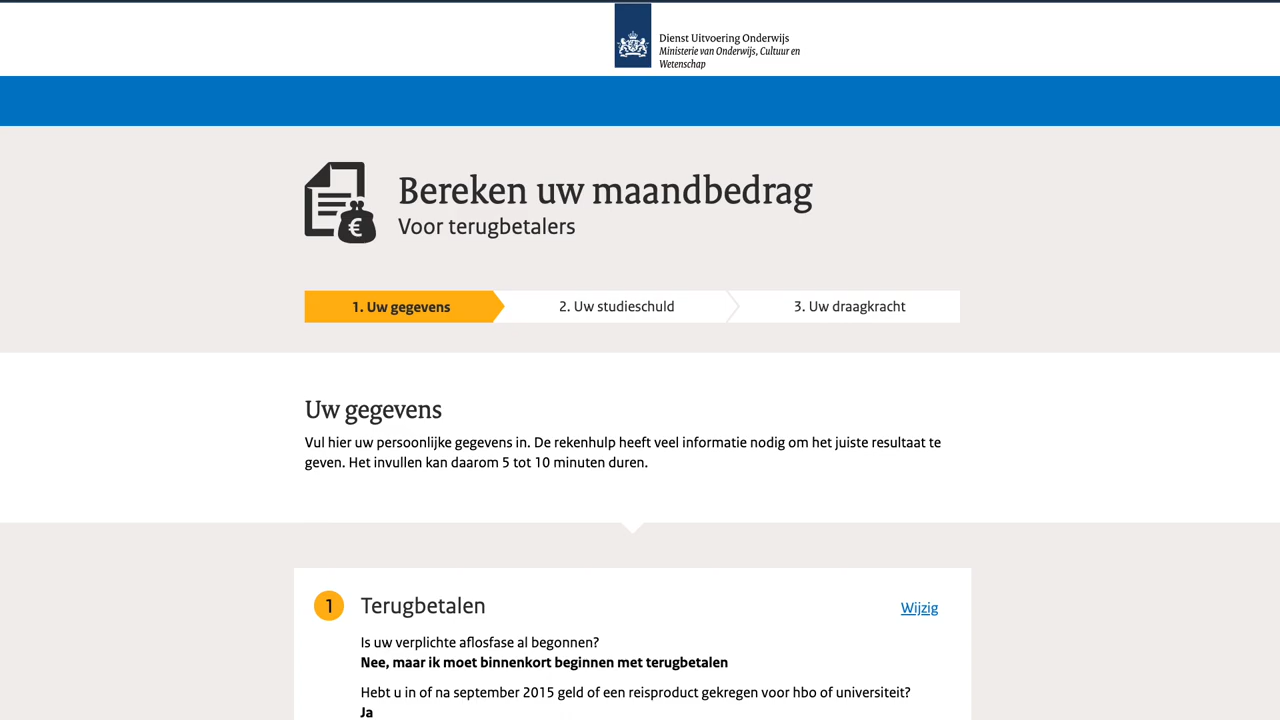 Dienst Uitvoering Onderwijs
Ministerie van Onderwijs, Cultuur en
Wetenschap
Bereken uw maandbedrag
Voor terugbetalers
1. Uw gegevens
2. Uw studieschuld
3. Uw draagkracht
Uw gegevens
Vul hier uw persoonlijke gegevens in. De rekenhulp heeft veel informatie nodig om het juiste resultaat te
geven. Het invullen kan daarom 5 tot 10 minuten duren.
1
Terugbetalen
Wijzig
Is uw verplichte aflosfase al begonnen?
Nee, maar ik moet binnenkort beginnen met terugbetalen
Hebt u in of na september 2015 geld of een reisproduct gekregen voor hbo of universiteit?
Ja